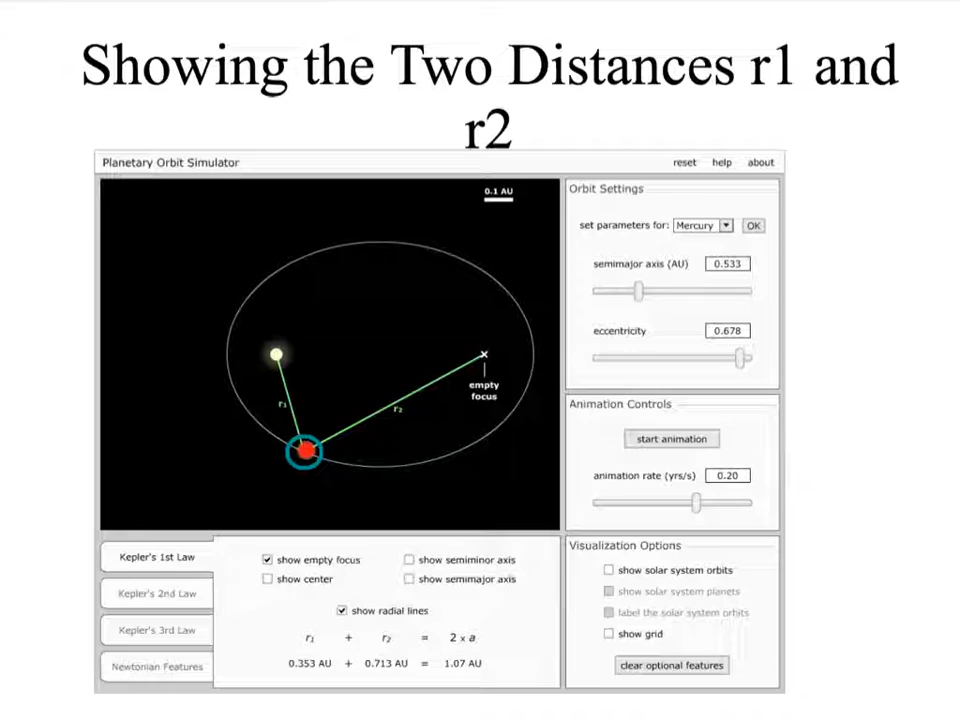 Showing the Two Distances r1 and
r2
Planetary Orbit Simulator
reset help about
0.1 AU
r1
r2
empty
focus
Orbit Settings
set parameters for: Mercury OK
semimajor axis (AU) 0.533
eccentricity 0.678
Animation Controls
start animation
animation rate (yrs/s) 0.20
Kepler's 1st Law
Kepler's 2nd Law
Kepler's 3rd Law
Newtonian Features
show empty focus
show semiminor axis
show center
show semimajor axis
show radial lines
r1 + r2 = 2 x a
0.353 AU + 0.713 AU = 1.07 AU
Visualization Options
show solar system orbits
show solar system planets
label the solar system orbits
show grid
clear optional features